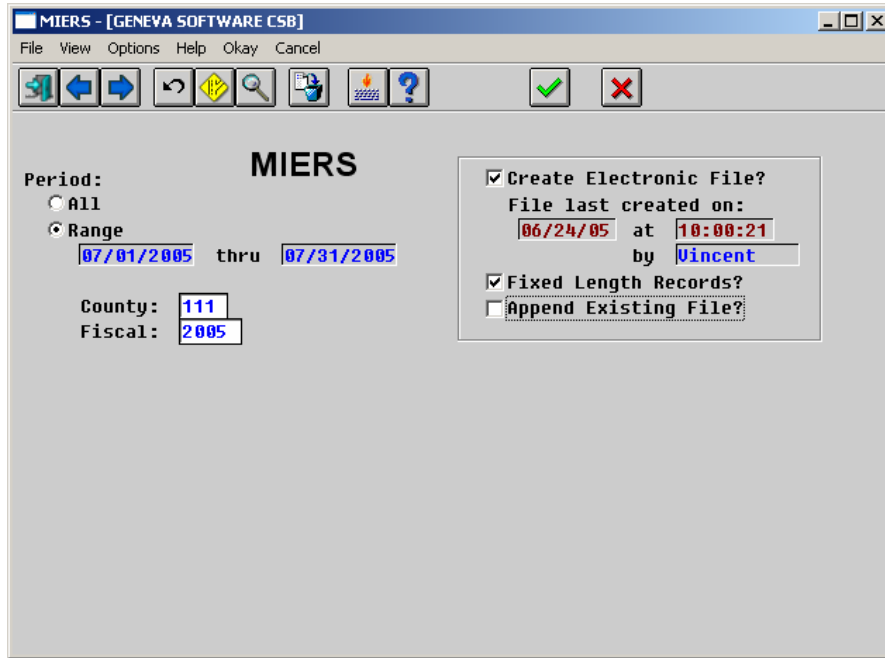 MIERS - [GENEVA SOFTWARE CSB]
File View Options Help Okay Cancel
MIERS
Period:
All
Range
07/01/2005 thru 07/31/2005
County: 111
Fiscal: 2005
Create Electronic File?
File last created on:
06/24/05 at 10:00:21
by Vincent
Fixed Length Records?
Append Existing File?